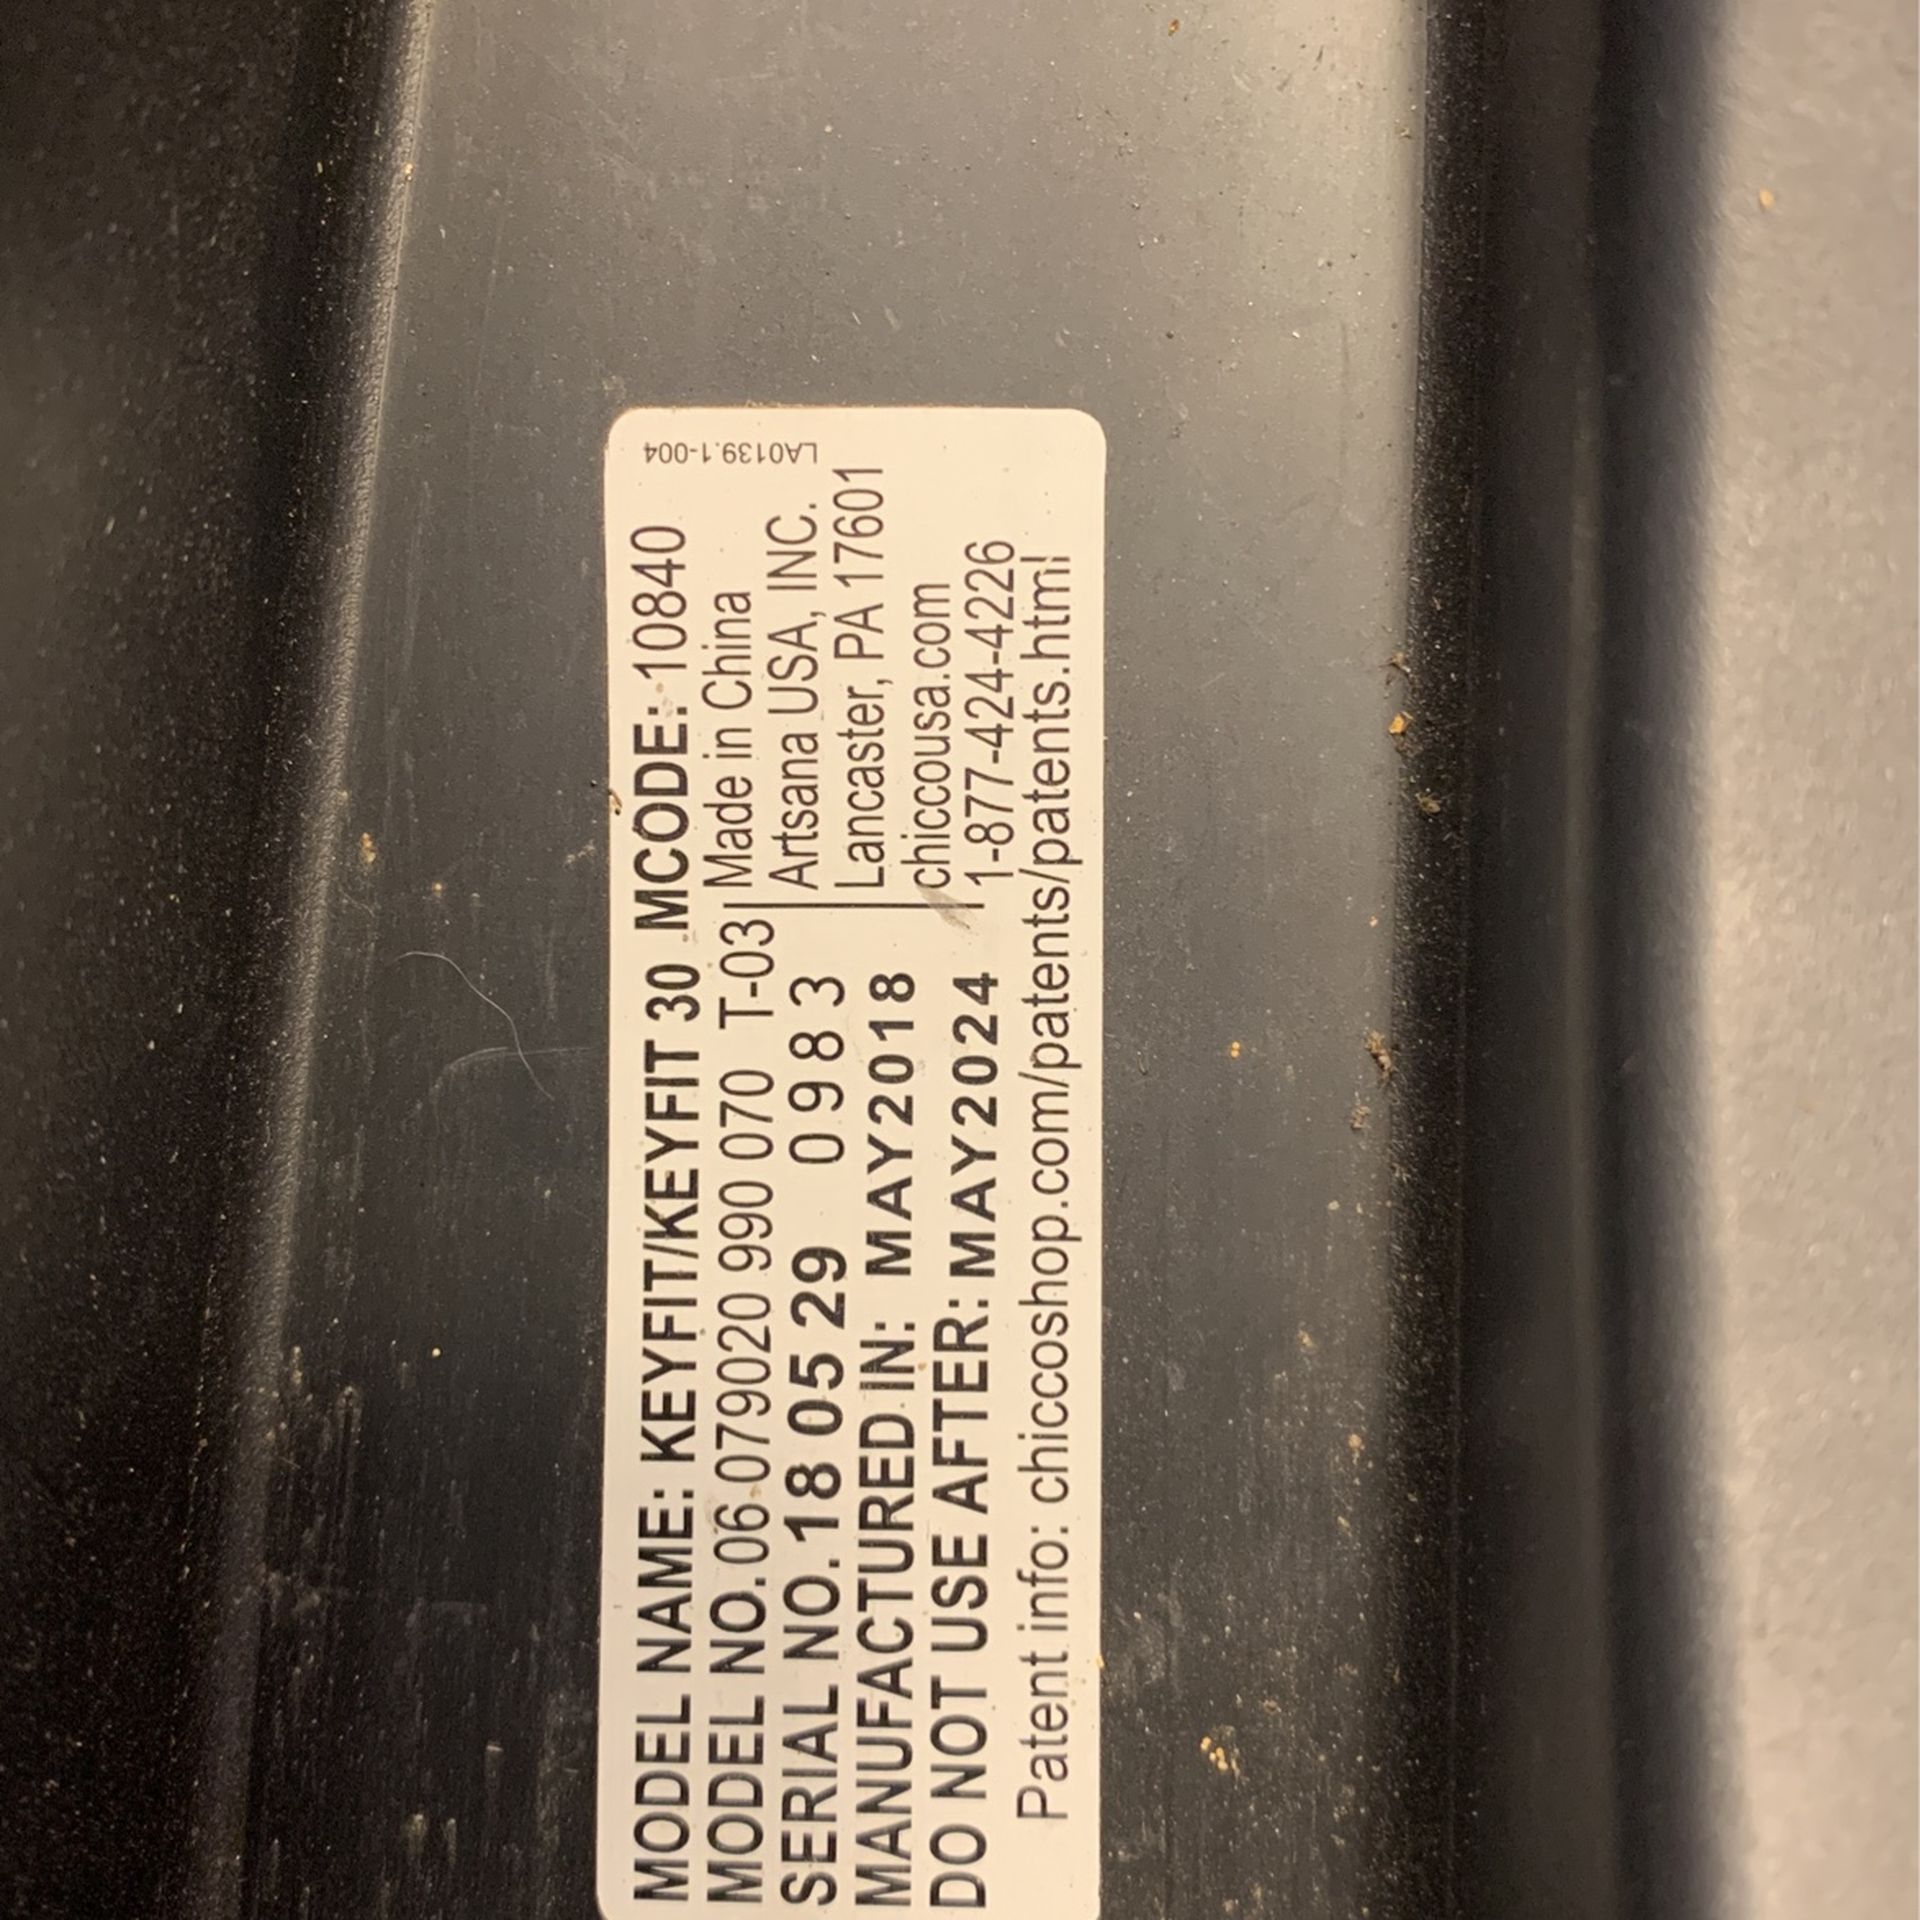 MODEL NAME: KEYFIT/KEYFIT 30 MCODE: 10840
MODEL NO. 06 079020 990 070 T-03
SERIAL NO. 18 05 29 0983
MANUFACTURED IN: MAY2018
DO NOT USE AFTER: MAY2024
Made in China
Artsana USA, INC.
Lancaster, PA 17601
chiccousa.com
1-877-424-4226
Patent info: chiccoshop.com/patents/patents.html
LA0139.1-004